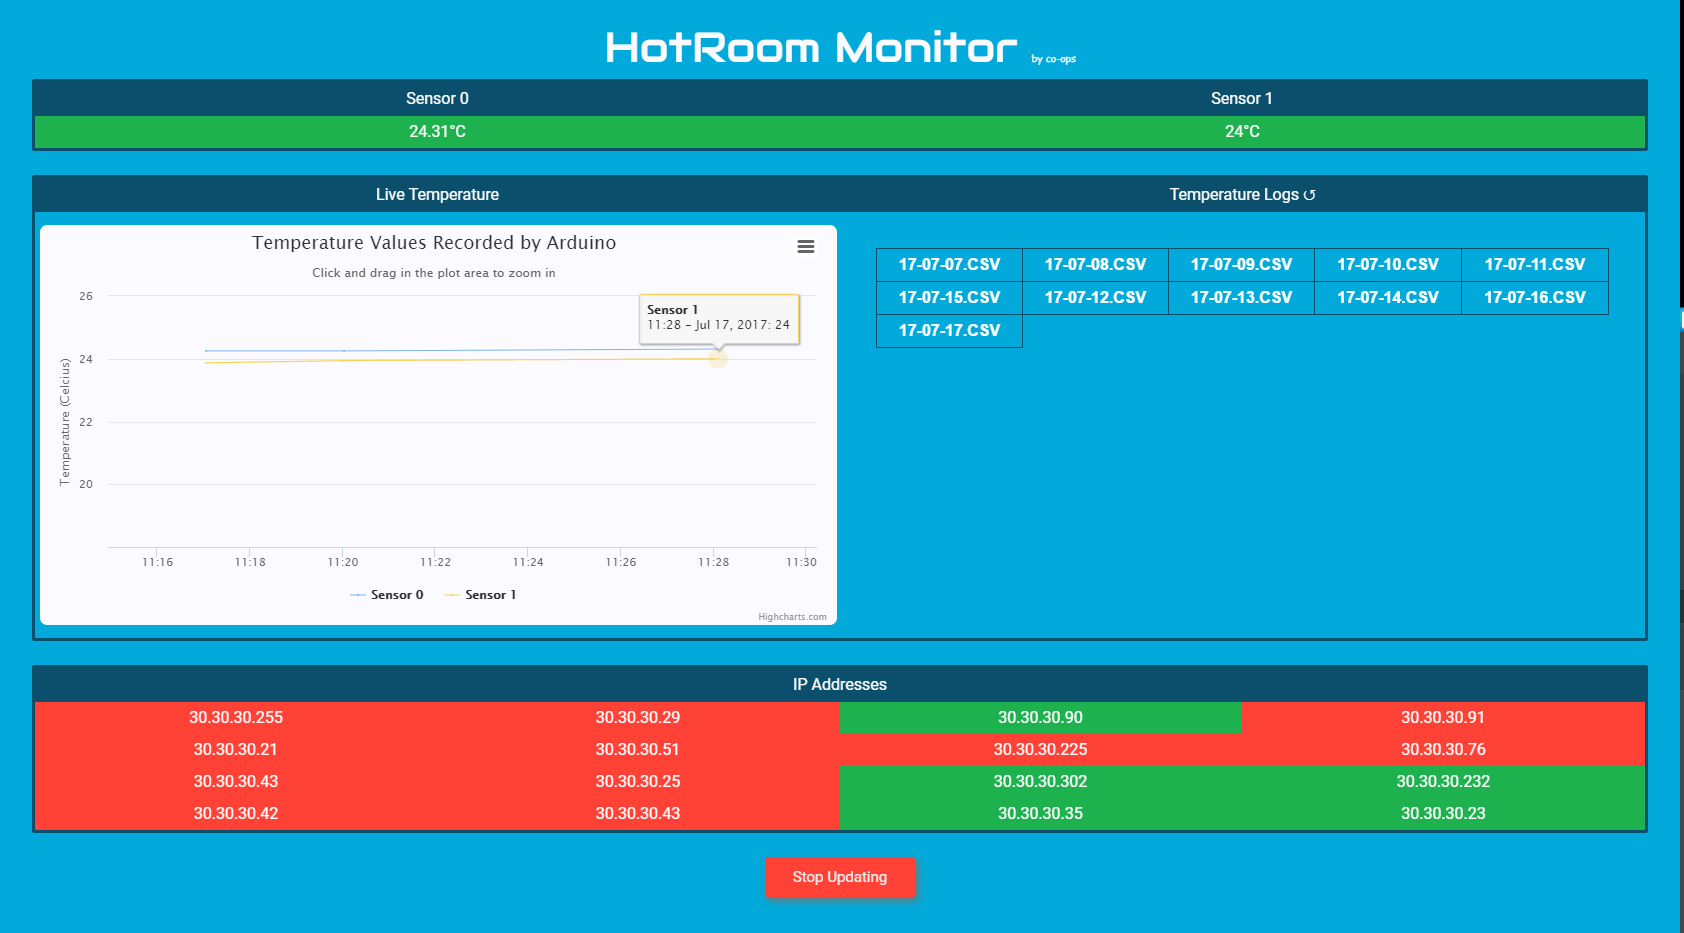 HotRoom Monitor by co-ops
Sensor 0 Sensor 1
24.31°C 24°C
Live Temperature Temperature Logs ↺
Temperature Values Recorded by Arduino
Click and drag in the plot area to zoom in
Temperature (Celcius)
26
24
22
20
Sensor 1
11:28 - Jul 17, 2017: 24
11:16 11:18 11:20 11:22 11:24 11:26 11:28 11:30
Sensor 0 Sensor 1
Highcharts.com
17-07-07.CSV 17-07-08.CSV 17-07-09.CSV 17-07-10.CSV 17-07-11.CSV
17-07-15.CSV 17-07-12.CSV 17-07-13.CSV 17-07-14.CSV 17-07-16.CSV
17-07-17.CSV
IP Addresses
30.30.30.255 30.30.30.29 30.30.30.90 30.30.30.91
30.30.30.21 30.30.30.51 30.30.30.225 30.30.30.76
30.30.30.43 30.30.30.25 30.30.30.302 30.30.30.232
30.30.30.42 30.30.30.43 30.30.30.35 30.30.30.23
Stop Updating